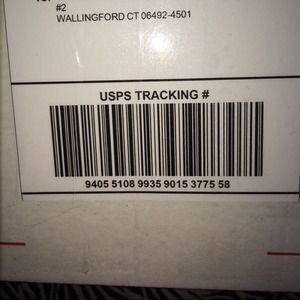 #2
WALLINGFORD CT 06492-4501
USPS TRACKING #
9405 5108 9935 9015 3775 58